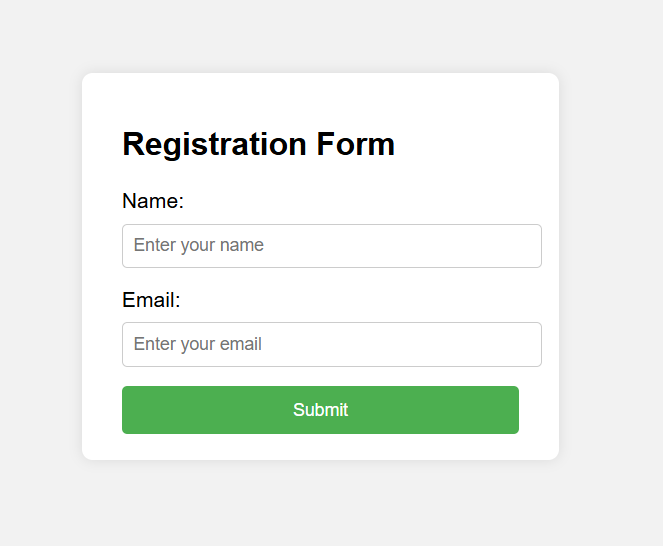 Registration Form
Name:
Enter your name
Email:
Enter your email
Submit